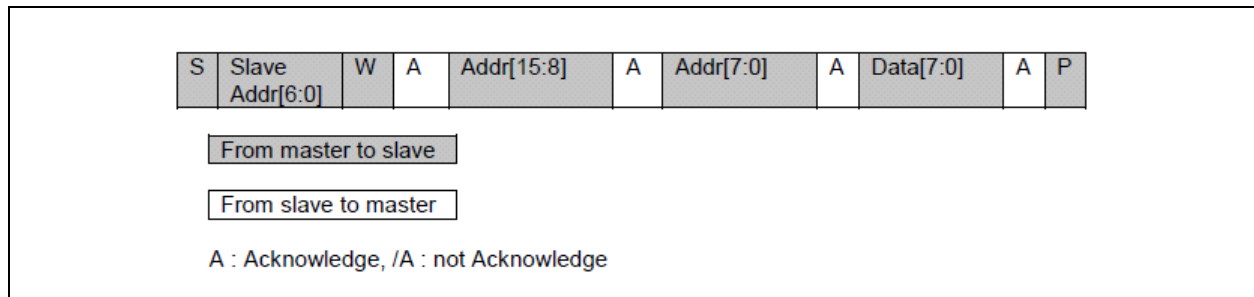 S Slave W A Addr[15:8] A Addr[7:0] A Data[7:0] A P
Addr[6:0]
From master to slave
From slave to master
A : Acknowledge, /A : not Acknowledge